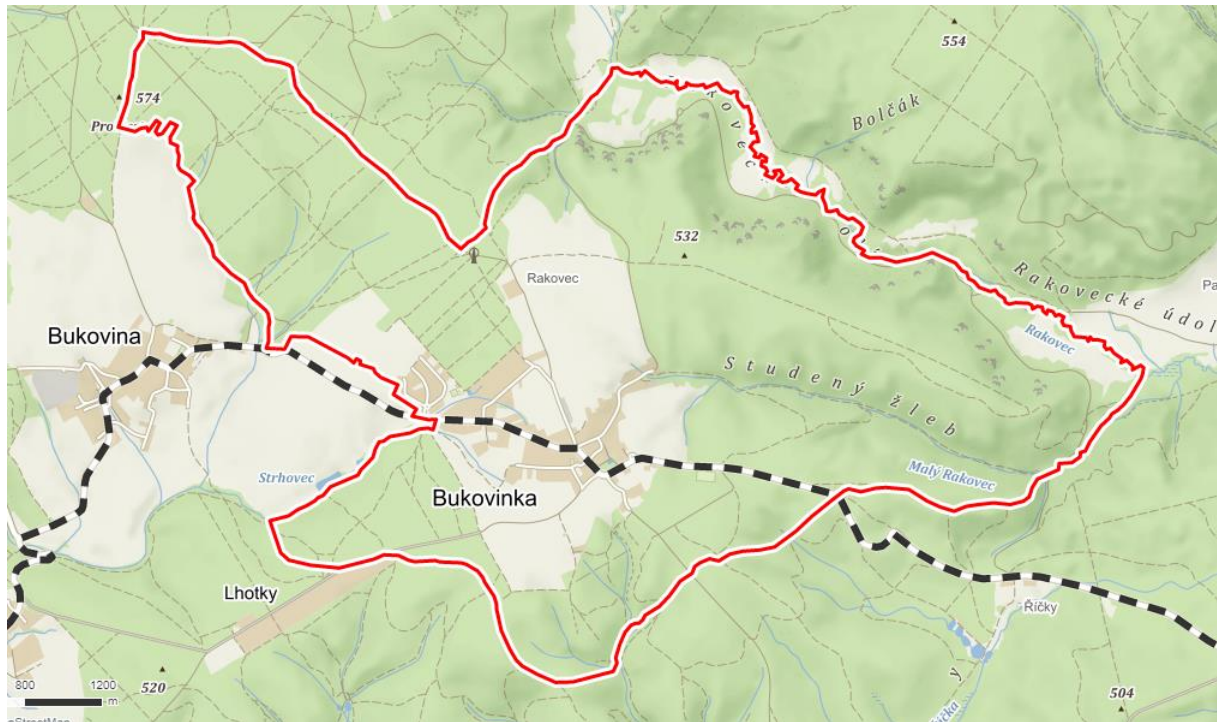 554
574
Bolčák
532
Rakovec
Rakovecké údol
Pa
Rakovec
Bukovina
Studený žleb
Strhovec
Malý Rakovec
Bukovinka
Lhotky
Říčky
520
504
800 1200
m